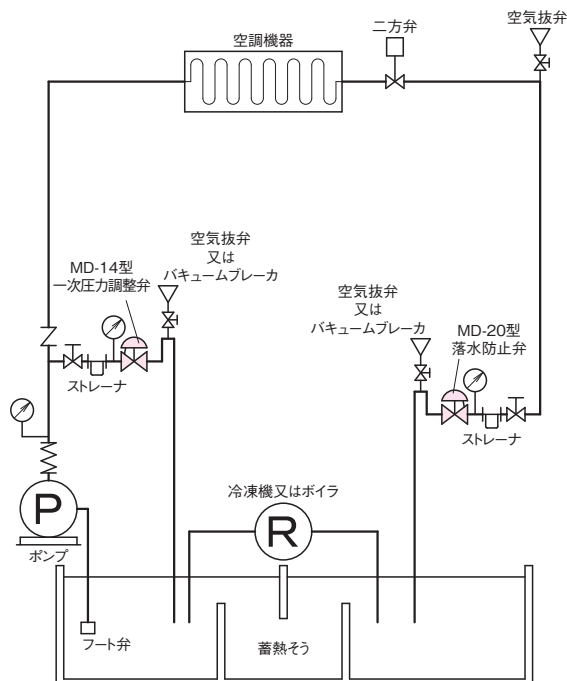 空調機器
二方弁
空気抜弁
空気抜弁
又は
バキュームブレーカ
MD-14型
一次圧力調整弁
ストレーナ
空気抜弁
又は
バキュームブレーカ
MD-20型
落水防止弁
ストレーナ
P
ポンプ
冷凍機又はボイラ
R
フート弁
蓄熱そう